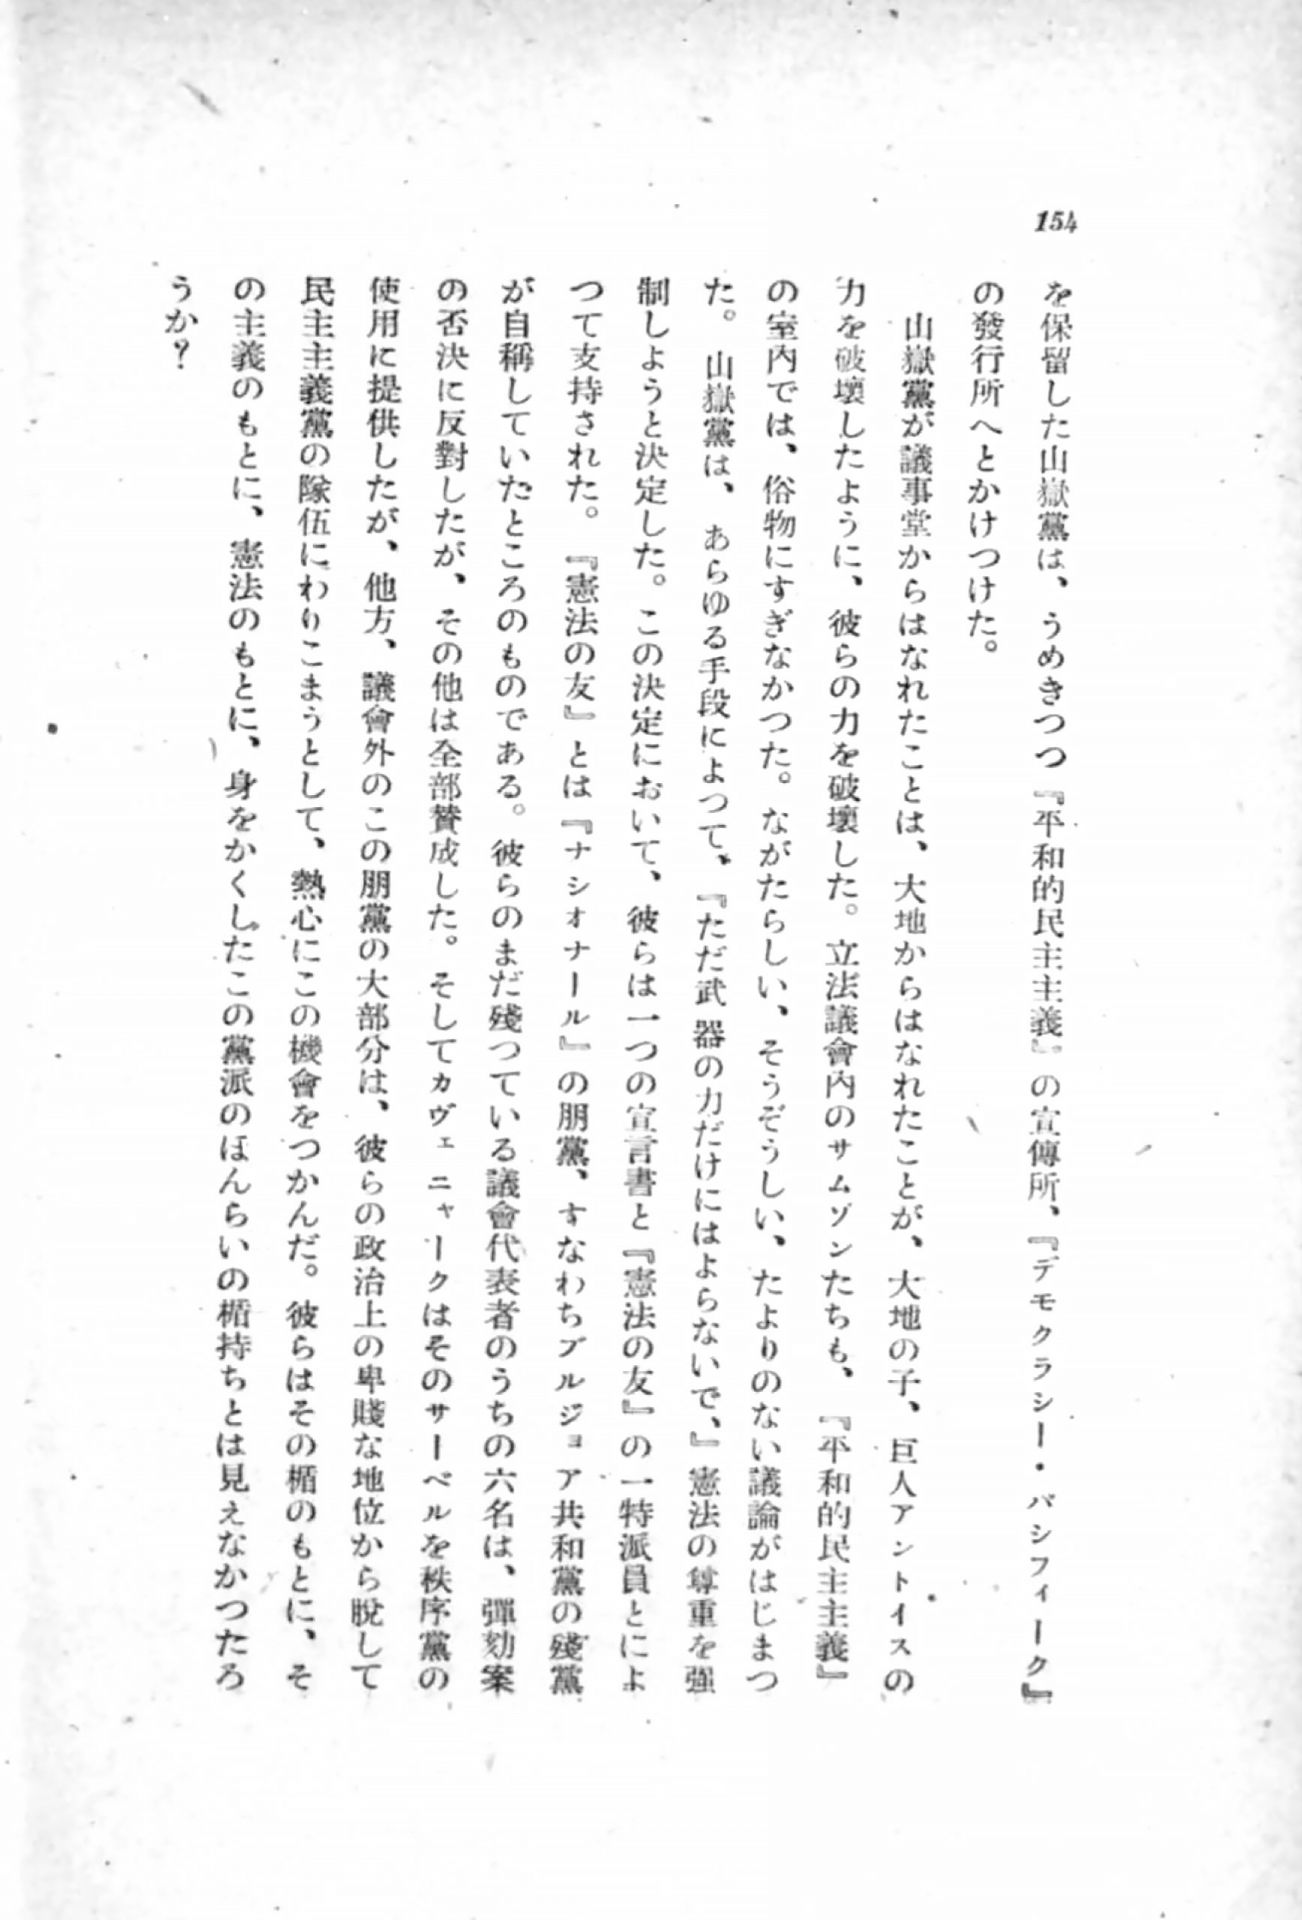 154
を保留した山嶽黨は、うめきつつ『平和的民主主義』の宣傳所、『デモクラシー・パシフィーク』
の發行所へとかけつけた。
山嶽黨が議事堂からはなれたことは、大地からはなれたことが、大地の子、巨人アントイスの
力を破壞したように、彼らの力を破壞した。立法議會內のサムゾンたちも、『平和的民主主義』
の室內では、俗物にすぎなかつた。ながたらしい、そうぞうしい、たよりのない議論がはじまつ
た。山嶽黨は、あらゆる手段によつて、『ただ武器の力だけにはよらないで、』憲法の尊重を强
制しようと決定した。この決定において、彼らは一つの宣言書と『憲法の友』の一特派員とによ
つて支持された。『憲法の友』とは『ナシオナール』の朋黨、すなわちブルジョア共和黨の殘黨
が自稱していたところのものである。彼らのまだ殘つている議會代表者のうちの六名は、彈劾案
の否決に反對したが、その他は全部賛成した。そしてカヴェニャークはそのサーベルを秩序黨の
使用に提供したが、他方、議會外のこの朋黨の大部分は、彼らの政治上の卑賤な地位から脫して
民主主義黨の隊伍にわりこまうとして、熱心にこの機會をつかんだ。彼らはその楯のもとに、そ
の主義のもとに、憲法のもとに、身をかくしたこの黨派のほんらいの楯持ちとは見えなかつたろ
うか？